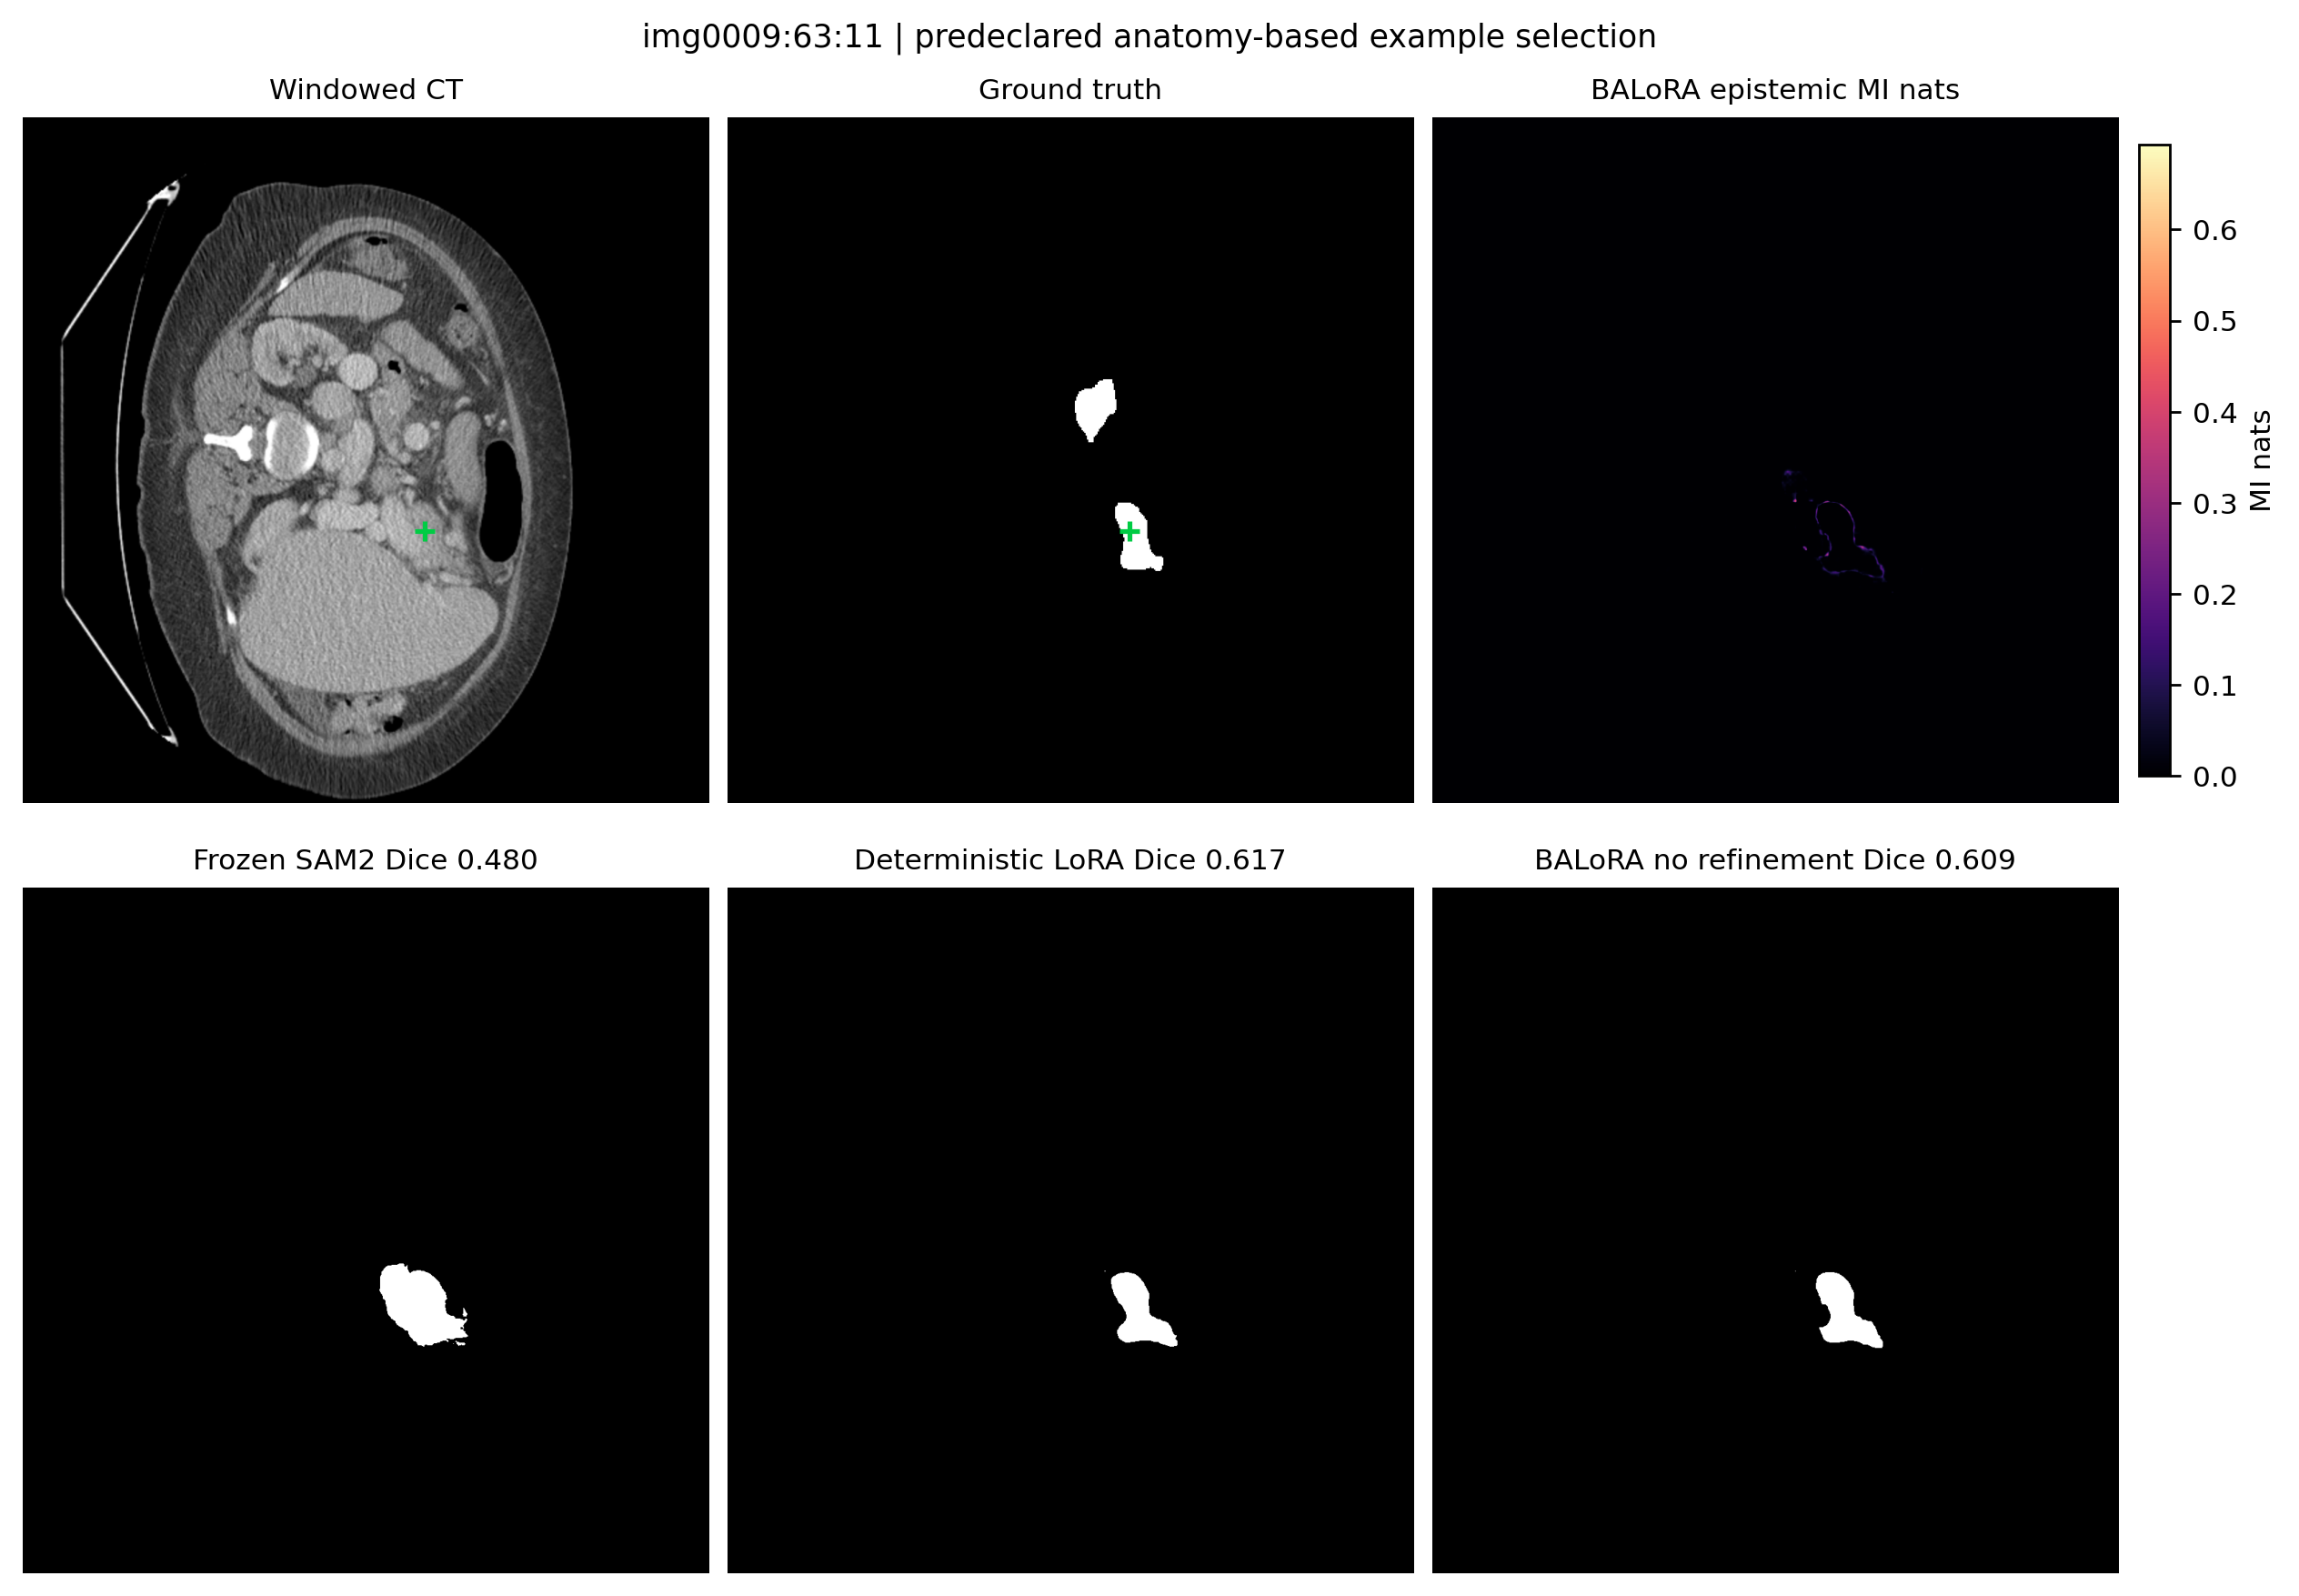 img0009:63:11 | predeclared anatomy-based example selection
Windowed CT
Ground truth
BALoRA epistemic MI nats
0.6
0.5
0.4
0.3
0.2
0.1
0.0
MI nats
Frozen SAM2 Dice 0.480
Deterministic LoRA Dice 0.617
BALoRA no refinement Dice 0.609